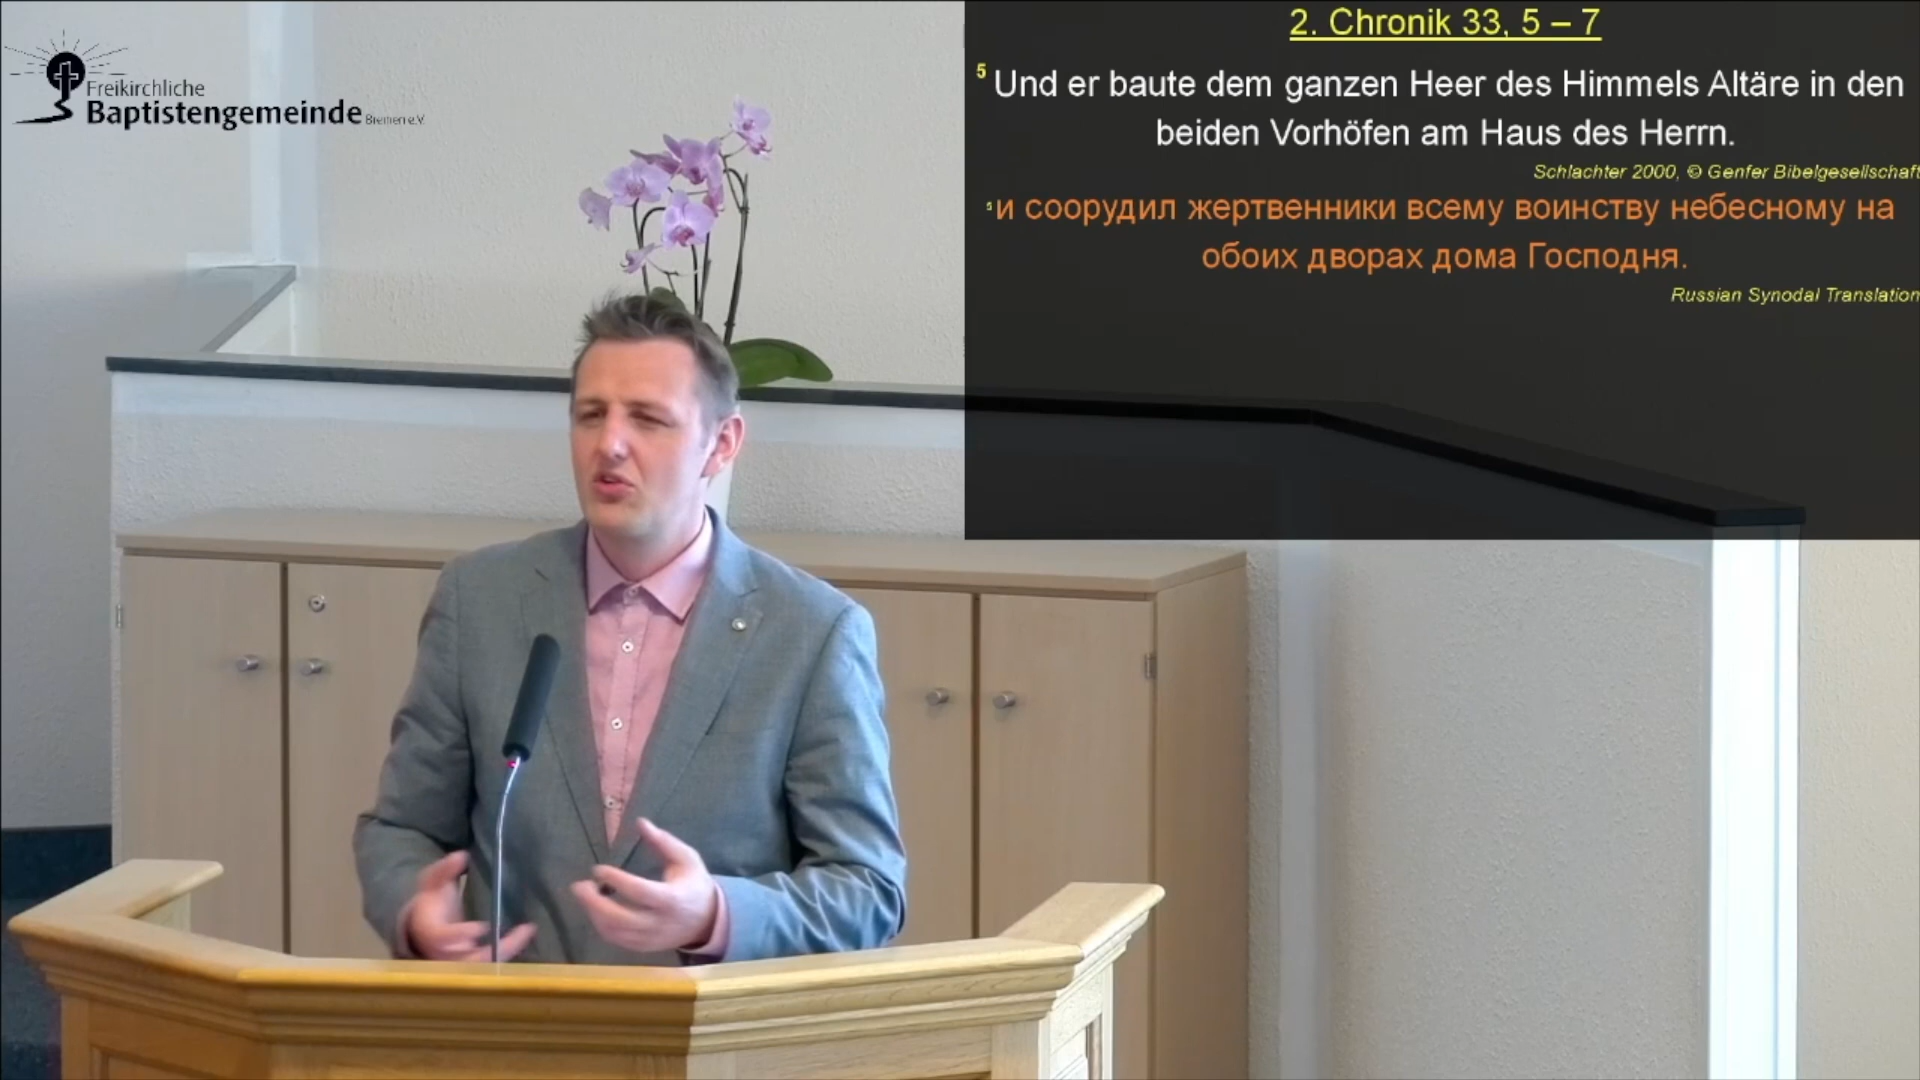 Freikirchliche
Baptistengemeinde Bremen e.V.
2. Chronik 33, 5 – 7
5 Und er baute dem ganzen Heer des Himmels Altäre in den
beiden Vorhöfen am Haus des Herrn.
Schlachter 2000, © Genfer Bibelgesellschaft
5 и соорудил жертвенники всему воинству небесному на
обоих дворах дома Господня.
Russian Synodal Translation